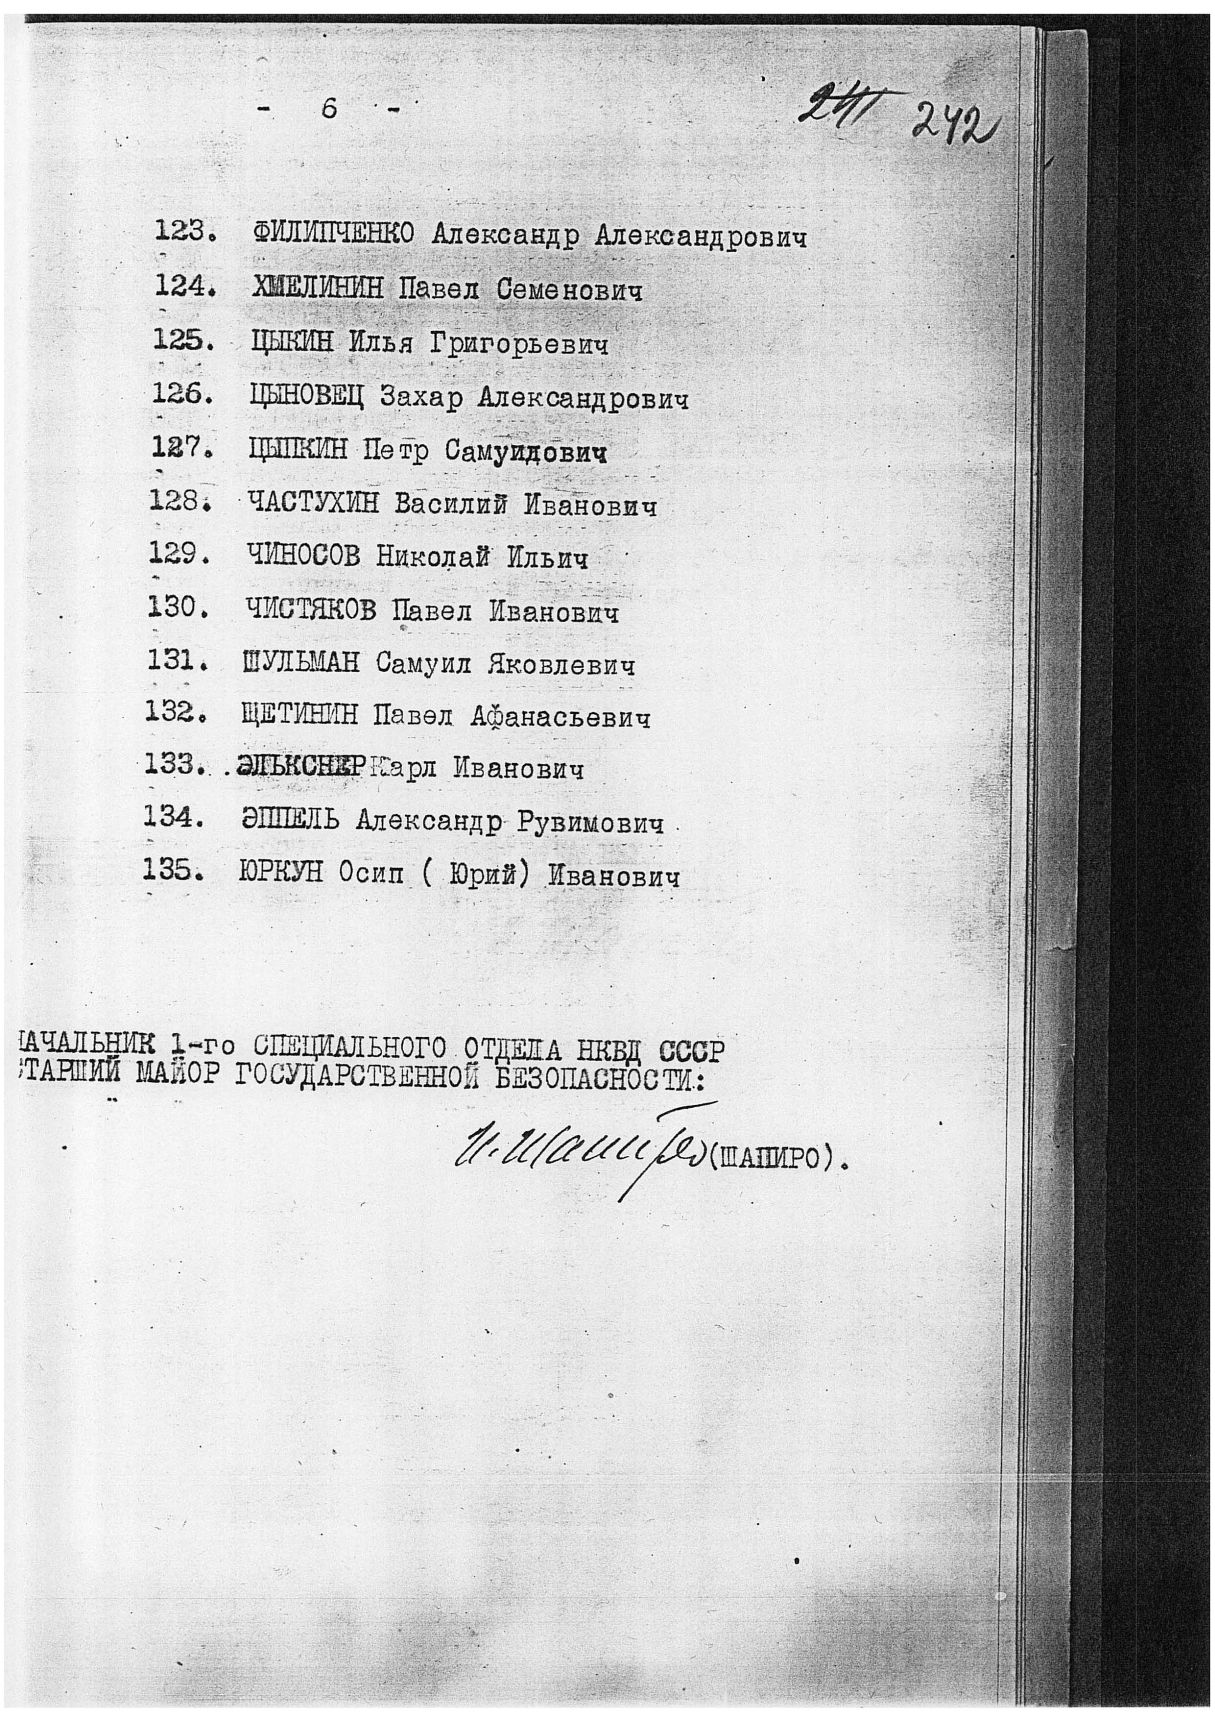 - 6 -
241 242
123. ФИЛИПЧЕНКО Александр Александрович
124. ХМЕЛИНИН Павел Семенович
125. ЦЫКИН Илья Григорьевич
126. ЦЫНОВЕЦ Захар Александрович
127. ЦЫПКИН Петр Самуидович
128. ЧАСТУХИН Василий Иванович
129. ЧИНОСОВ Николай Ильич
130. ЧИСТЯКОВ Павел Иванович
131. ШУЛЬМАН Самуил Яковлевич
132. ЩЕТИНИН Павел Афанасьевич
133. ЭЛЬКСНЕР Карл Иванович
134. ЭППЕЛЬ Александр Рувимович
135. ЮРКУН Осип ( Юрий) Иванович
НАЧАЛЬНИК 1-го СПЕЦИАЛЬНОГО ОТДЕЛА НКВД СССР
СТАРШИЙ МАЙОР ГОСУДАРСТВЕННОЙ БЕЗОПАСНОСТИ:
И. Шапиро (ШАПИРО).